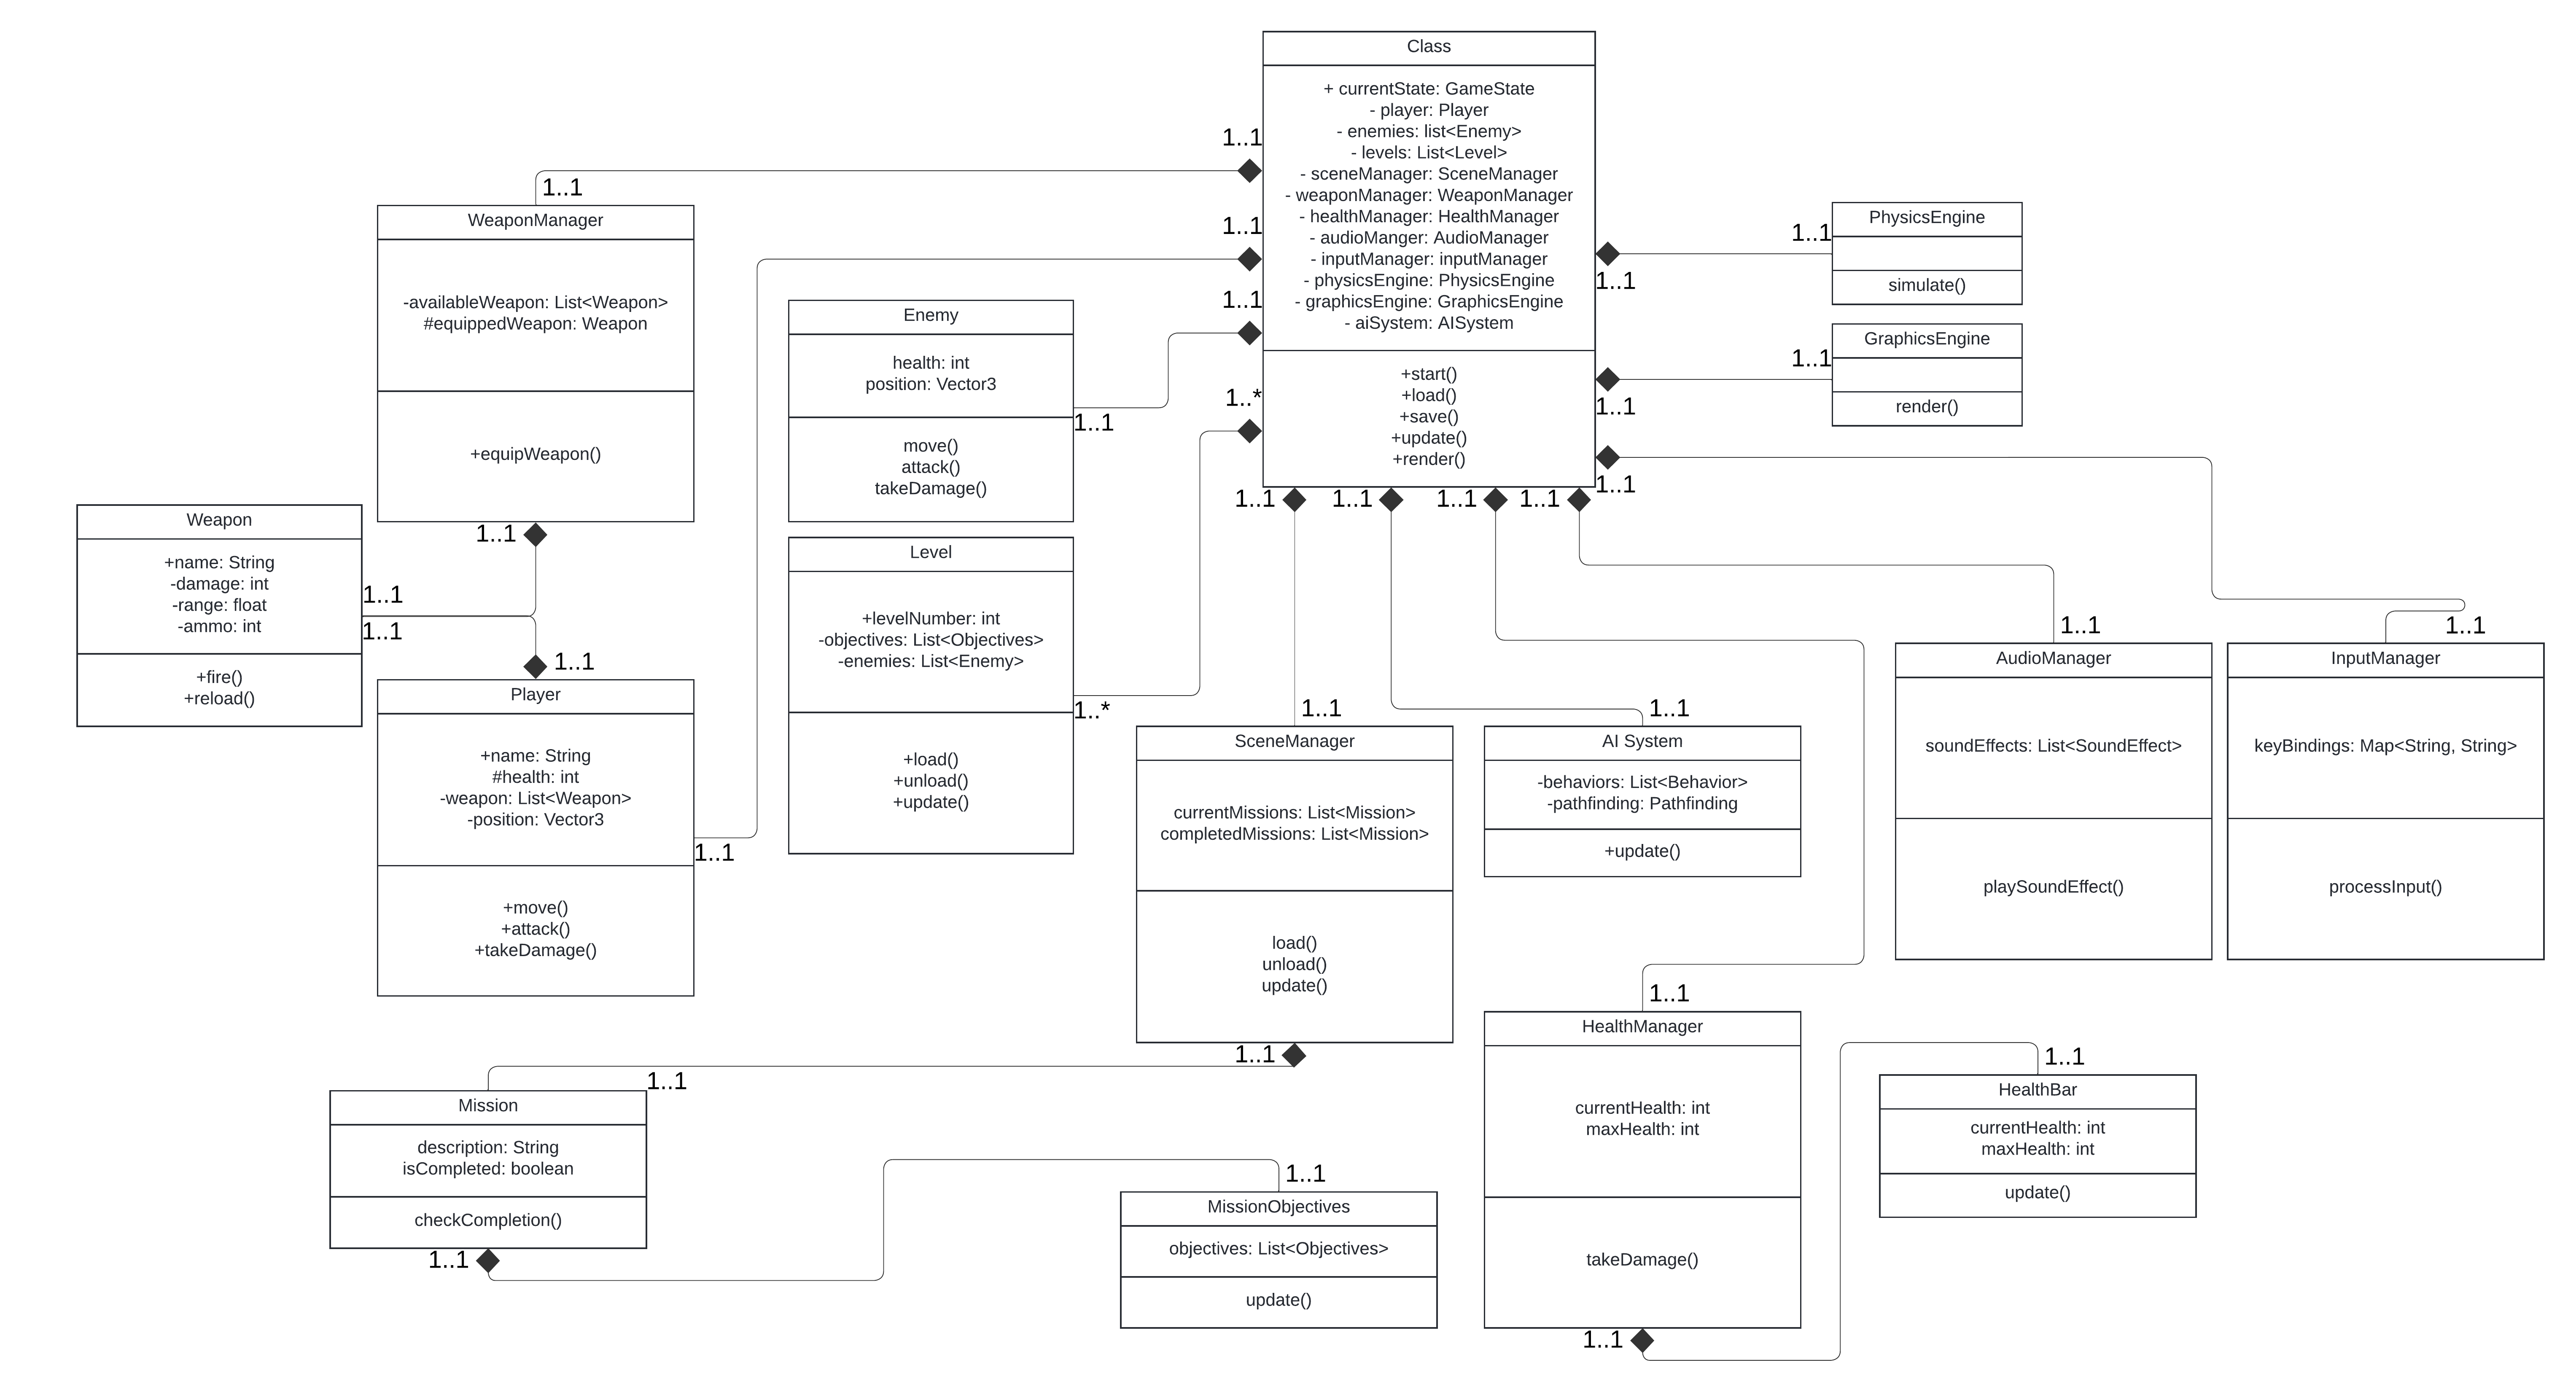 Class
+ currentState: GameState
- player: Player
- enemies: list<Enemy>
- levels: List<Level>
- sceneManager: SceneManager
- weaponManager: WeaponManager
- healthManager: HealthManager
- audioManger: AudioManager
- inputManager: inputManager
- physicsEngine: PhysicsEngine
- graphicsEngine: GraphicsEngine
- aiSystem: AISystem
+start()
+load()
+save()
+update()
+render()
1..1
1..1
1..1
1..*
1..1
1..1
1..1
1..1
1..1
1..1
1..1
1..1
WeaponManager
-availableWeapon: List<Weapon>
#equippedWeapon: Weapon
+equipWeapon()
1..1
1..1
PhysicsEngine
simulate()
1..1
GraphicsEngine
render()
Enemy
health: int
position: Vector3
move()
attack()
takeDamage()
1..1
Weapon
+name: String
-damage: int
-range: float
-ammo: int
+fire()
+reload()
1..1
1..1
1..1
Player
+name: String
#health: int
-weapon: List<Weapon>
-position: Vector3
+move()
+attack()
+takeDamage()
1..1
Level
+levelNumber: int
-objectives: List<Objectives>
-enemies: List<Enemy>
+load()
+unload()
+update()
1..*
1..1
SceneManager
currentMissions: List<Mission>
completedMissions: List<Mission>
load()
unload()
update()
1..1
1..1
AI System
-behaviors: List<Behavior>
-pathfinding: Pathfinding
+update()
1..1
AudioManager
soundEffects: List<SoundEffect>
playSoundEffect()
1..1
InputManager
keyBindings: Map<String, String>
processInput()
1..1
HealthManager
currentHealth: int
maxHealth: int
takeDamage()
1..1
1..1
HealthBar
currentHealth: int
maxHealth: int
update()
1..1
Mission
description: String
isCompleted: boolean
checkCompletion()
1..1
1..1
MissionObjectives
objectives: List<Objectives>
update()